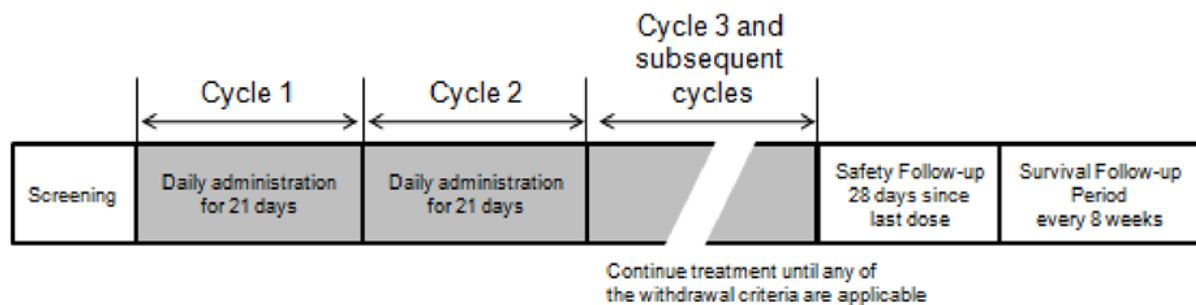 Cycle 1
Cycle 2
Cycle 3 and
subsequent
cycles
Screening
Daily administration
for 21 days
Daily administration
for 21 days
Safety Follow-up
28 days since
last dose
Survival Follow-up
Period
every 8 weeks
Continue treatment until any of
the withdrawal criteria are applicable